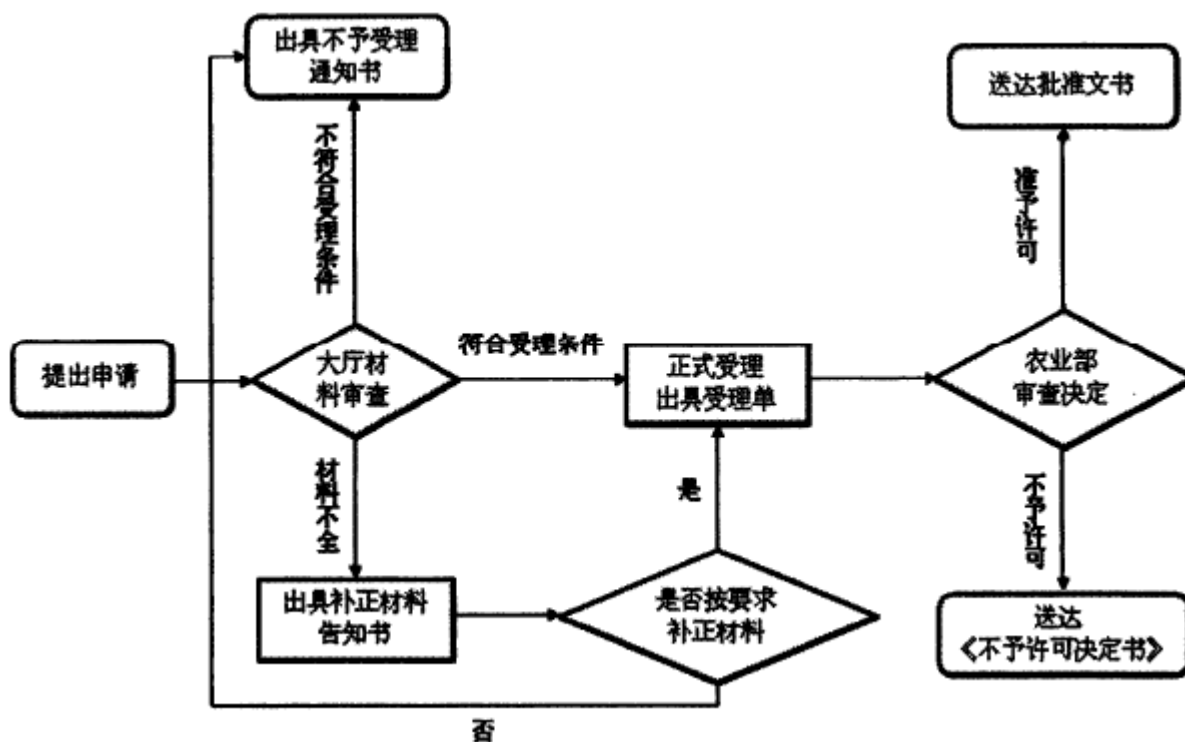 出具不予受理
通知书
送达批准文书
不符合受理条件
准予许可
提出申请
大厅材
料审查
符合受理条件
正式受理
出具受理单
农业部
审查决定
材料不全
是
不予许可
出具补正材料
告知书
是否按要求
补正材料
送达
《不予许可决定书》
否